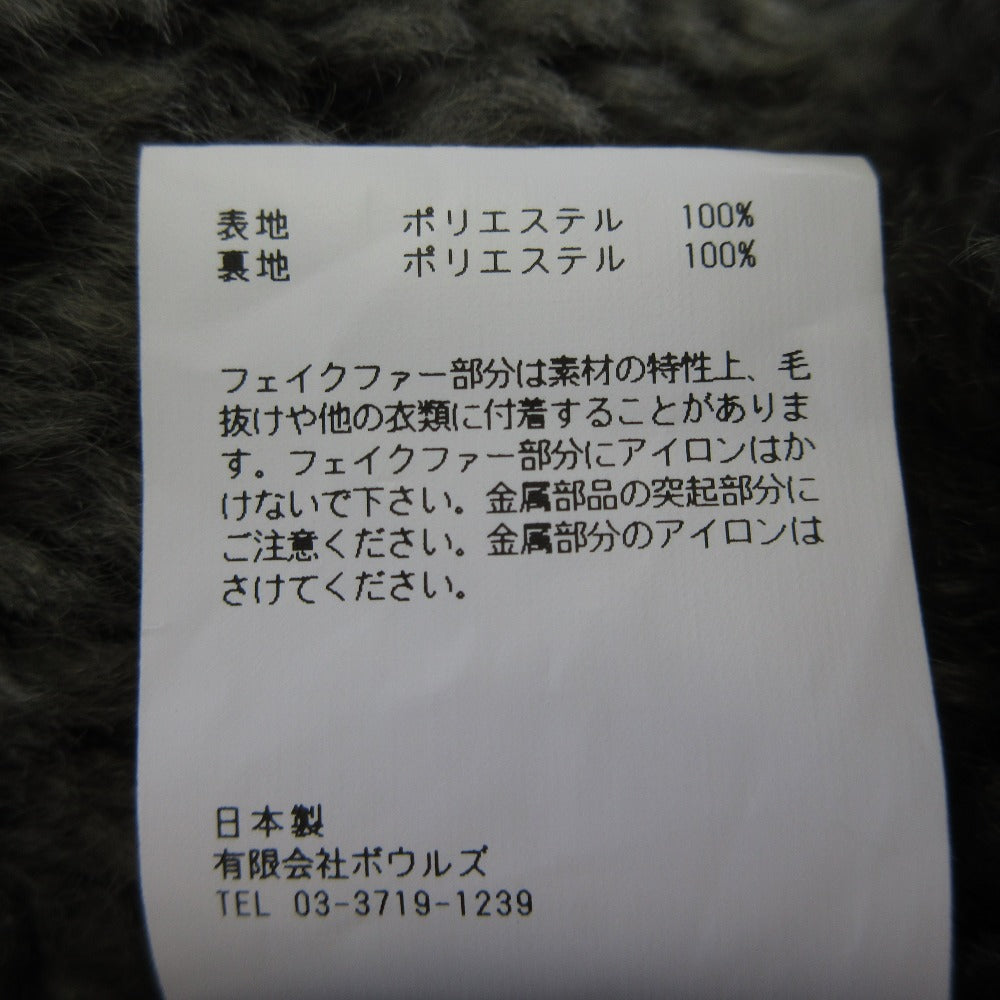 表地 ポリエステル 100%
裏地 ポリエステル 100%
フェイクファー部分は素材の特性上、毛
抜けや他の衣類に付着することがありま
す。フェイクファー部分にアイロンはか
けないで下さい。金属部品の突起部分に
ご注意ください。金属部分のアイロンは
さけてください。
日本製
有限会社ボウルズ
TEL 03-3719-1239